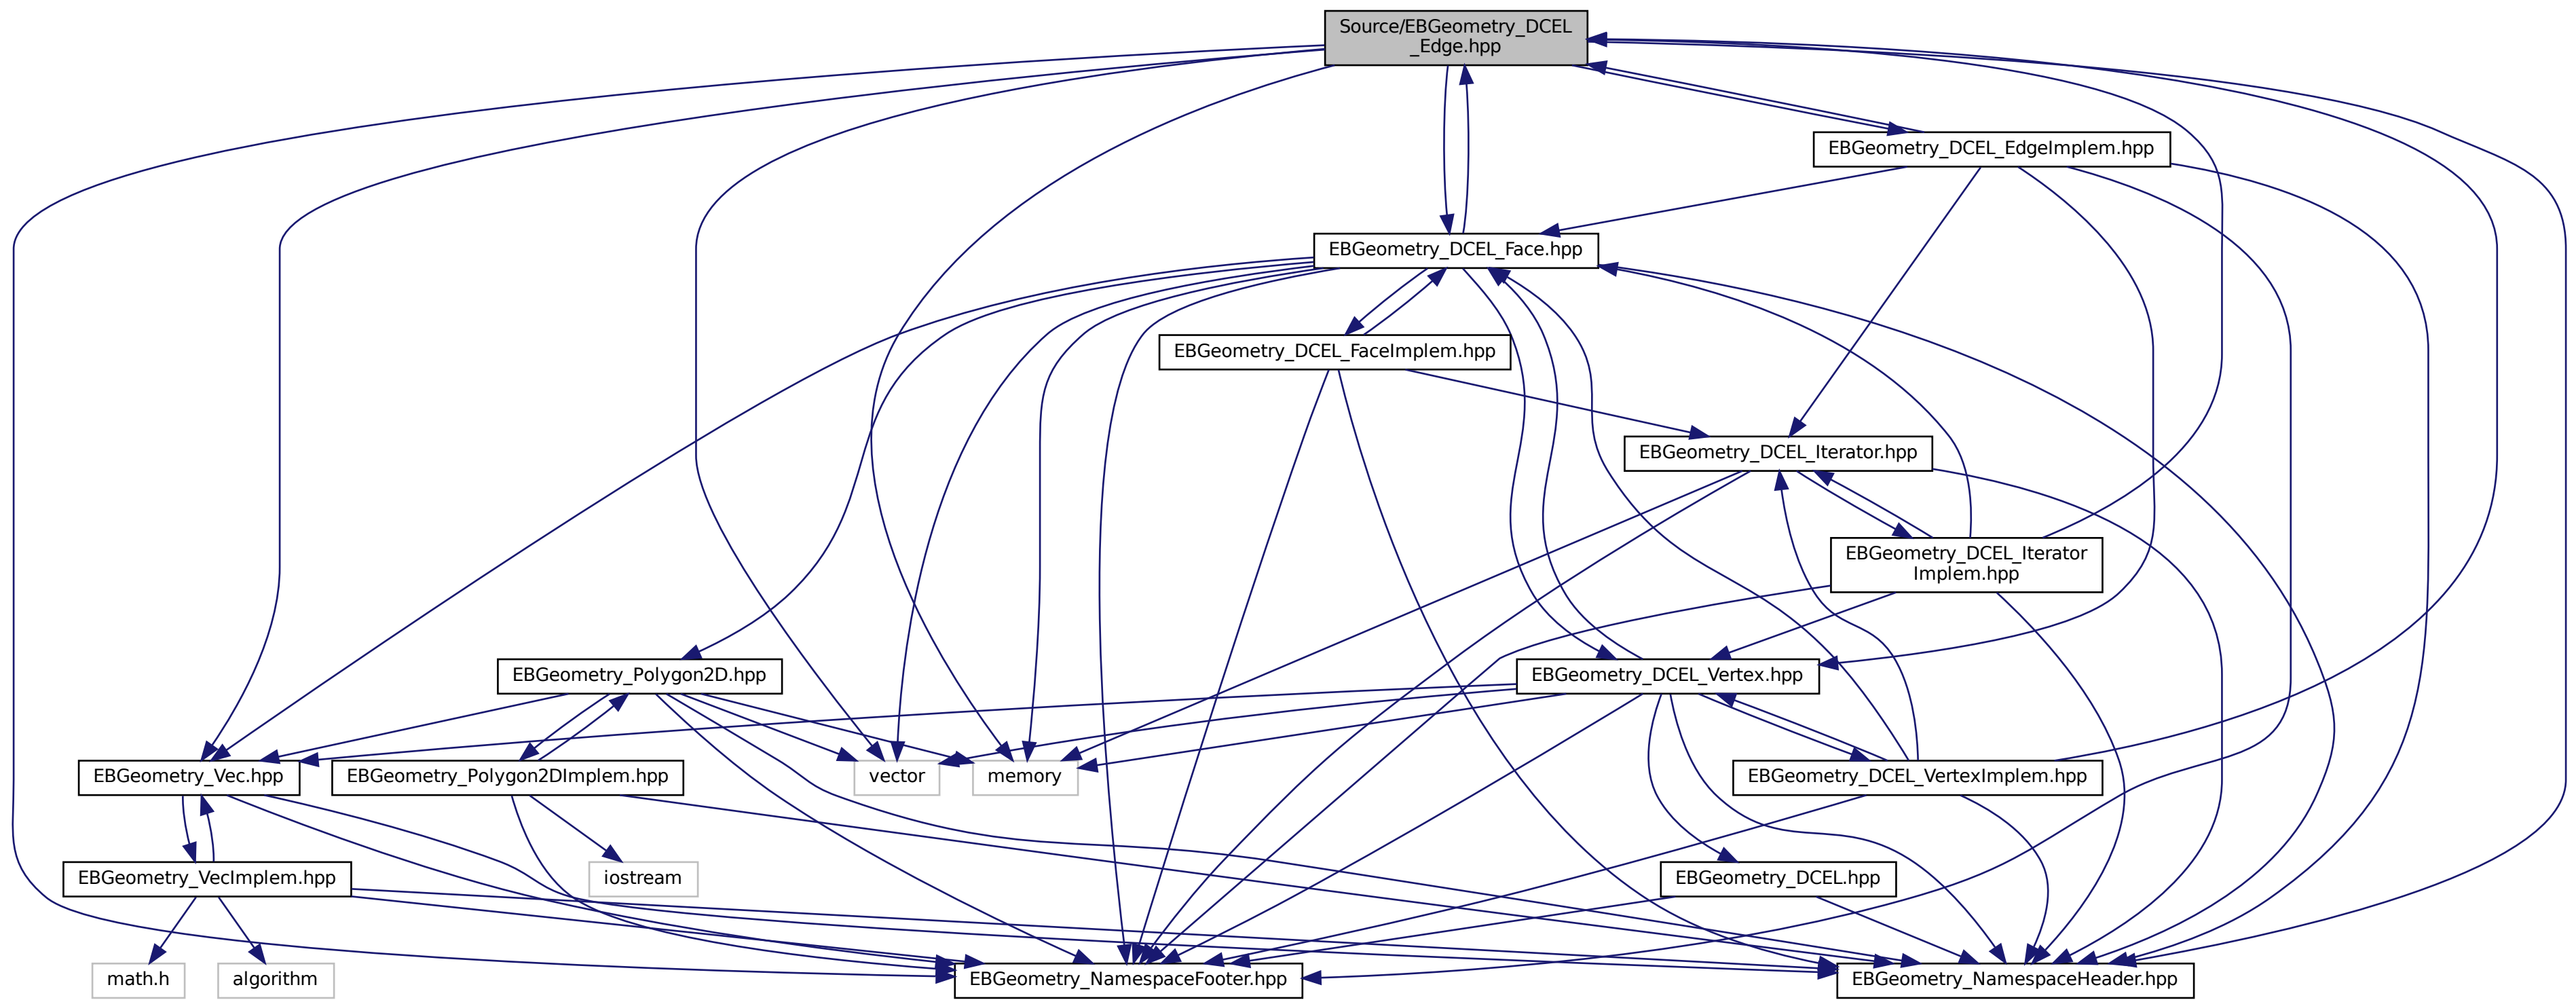 Source/EBGeometry_DCEL
_Edge.hpp
EBGeometry_DCEL_EdgeImplem.hpp
EBGeometry_DCEL_Face.hpp
EBGeometry_DCEL_FaceImplem.hpp
EBGeometry_DCEL_Iterator.hpp
EBGeometry_DCEL_Iterator
Implem.hpp
EBGeometry_Polygon2D.hpp
EBGeometry_DCEL_Vertex.hpp
EBGeometry_Vec.hpp
EBGeometry_Polygon2DImplem.hpp
vector
memory
EBGeometry_DCEL_VertexImplem.hpp
EBGeometry_VecImplem.hpp
iostream
EBGeometry_DCEL.hpp
math.h
algorithm
EBGeometry_NamespaceFooter.hpp
EBGeometry_NamespaceHeader.hpp